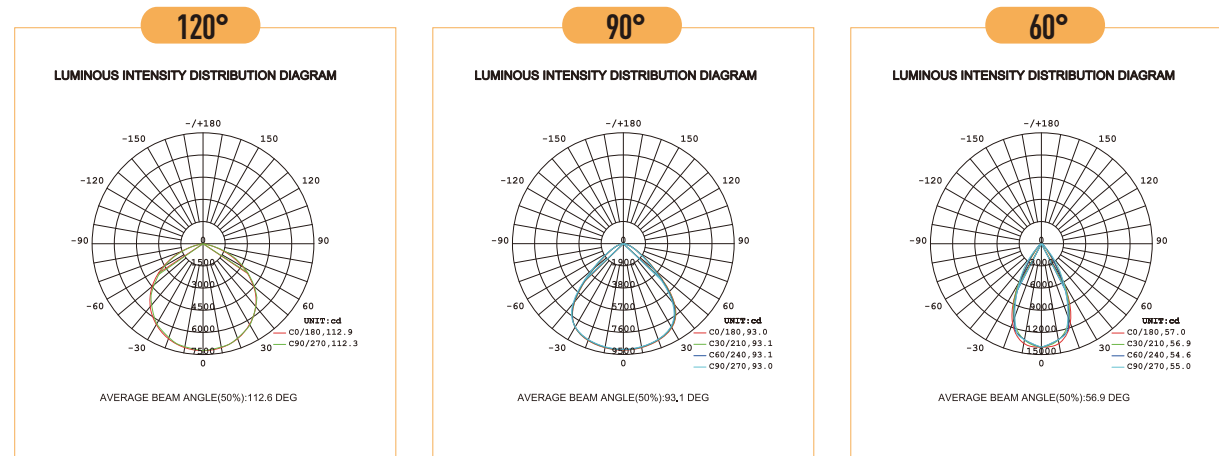 120°
LUMINOUS INTENSITY DISTRIBUTION DIAGRAM
-/+180
-150 150
-120 120
-90 0 90
1500
3000
-60 4500 60
UNIT:cd
6000
C0/180,112.9
-30 30
C90/270,112.3
7500
0
AVERAGE BEAM ANGLE(50%):112.6 DEG
90°
LUMINOUS INTENSITY DISTRIBUTION DIAGRAM
-/+180
-150 150
-120 120
-90 0 90
1900
3800
-60 5700 60
UNIT:cd
7600
C0/180,93.0
-30 30
C30/210,93.1
9500
C60/240,93.1
0
C90/270,93.0
AVERAGE BEAM ANGLE(50%):93.1 DEG
60°
LUMINOUS INTENSITY DISTRIBUTION DIAGRAM
-/+180
-150 150
-120 120
-90 0 90
3000
6000
-60 9000 60
UNIT:cd
12000
C0/180,57.0
-30 30
C30/210,56.9
15000
C60/240,54.6
0
C90/270,55.0
AVERAGE BEAM ANGLE(50%):56.9 DEG